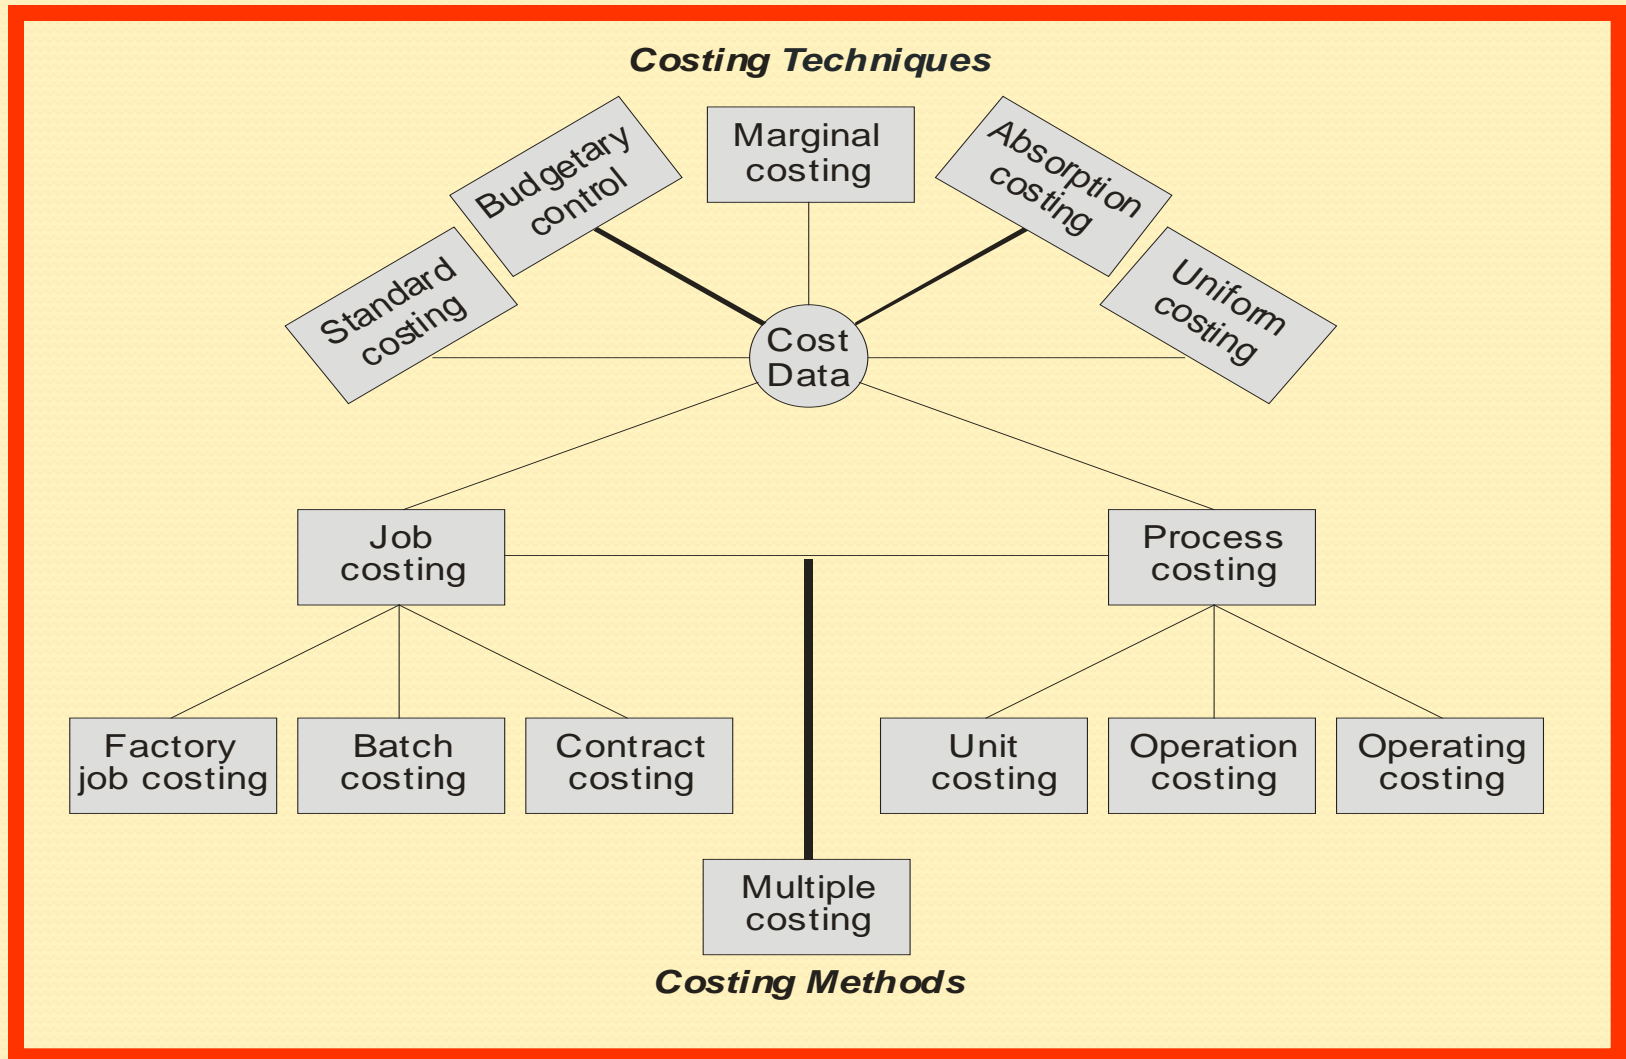 Costing Techniques
Standard
costing
Budgetary
control
Marginal
costing
Absorption
costing
Uniform
costing
Cost
Data
Job
costing
Process
costing
Factory
job costing
Batch
costing
Contract
costing
Unit
costing
Operation
costing
Operating
costing
Multiple
costing
Costing Methods